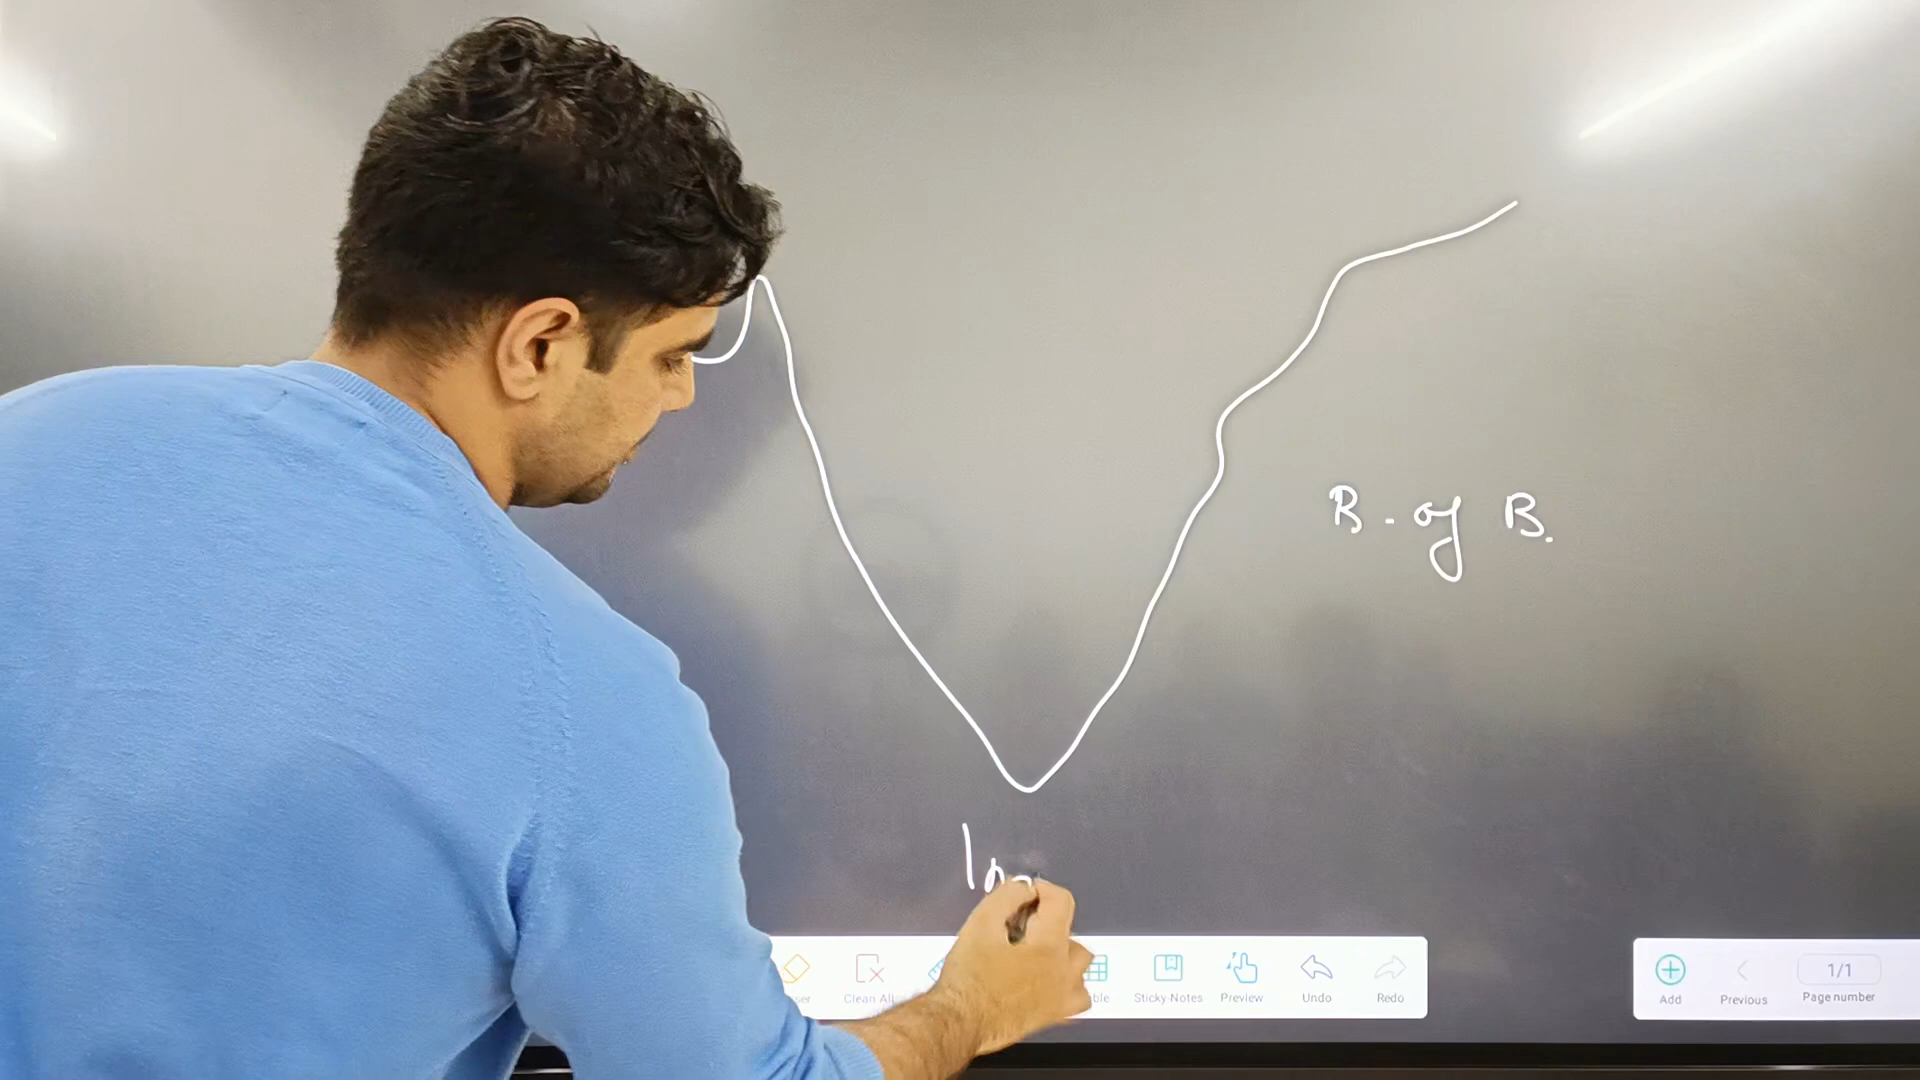 R. of B.
Clean All
Sticky-Notes
Preview
Undo
Redo
Add
Previous
1/1
Page number